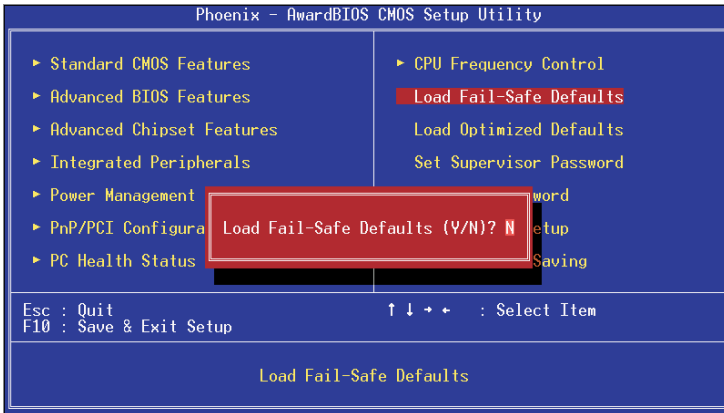 Phoenix - AwardBIOS CMOS Setup Utility
► Standard CMOS Features
► Advanced BIOS Features
► Advanced Chipset Features
► Integrated Peripherals
► Power Management
► PnP/PCI Configura
► PC Health Status
► CPU Frequency Control
Load Fail-Safe Defaults
Load Optimized Defaults
Set Supervisor Password
word
etup
Saving
Load Fail-Safe Defaults (Y/N)? N
Esc : Quit
F10 : Save & Exit Setup
↑ ↓ → ← : Select Item
Load Fail-Safe Defaults